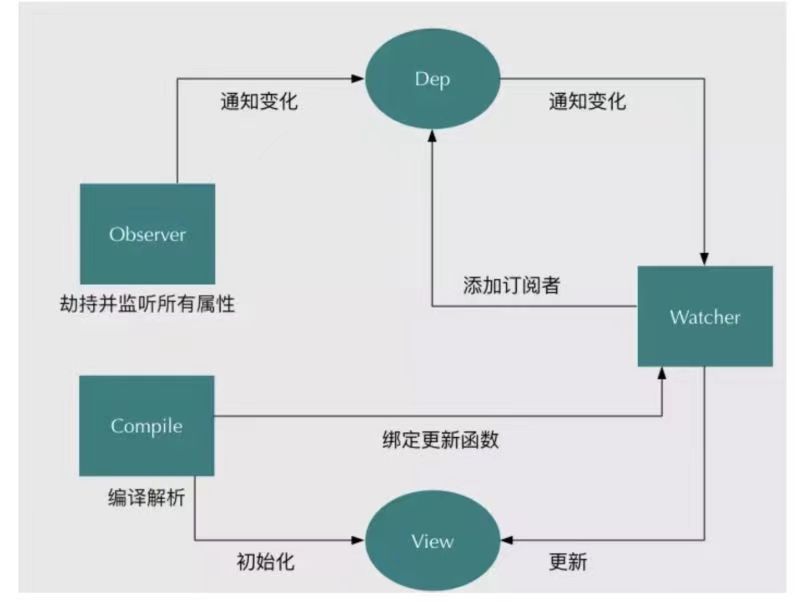 Dep
通知变化
通知变化
Observer
劫持并监听所有属性
添加订阅者
Watcher
Compile
绑定更新函数
编译解析
View
初始化
更新